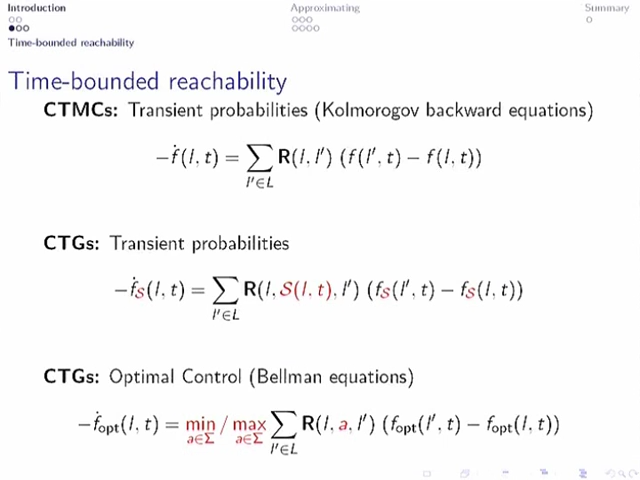 Introduction Approximating Summary
Time-bounded reachability
Time-bounded reachability
CTMCs: Transient probabilities (Kolmogorov backward equations)
−ḟ(l, t) = ∑_{l′∈L} R(l, l′) (f(l′, t) − f(l, t))
CTGs: Transient probabilities
−ḟ_S(l, t) = ∑_{l′∈L} R(l, S(l, t), l′) (f_S(l′, t) − f_S(l, t))
CTGs: Optimal Control (Bellman equations)
−ḟ_opt(l, t) = min_{a∈Σ} / max_{a∈Σ} ∑_{l′∈L} R(l, a, l′) (f_opt(l′, t) − f_opt(l, t))